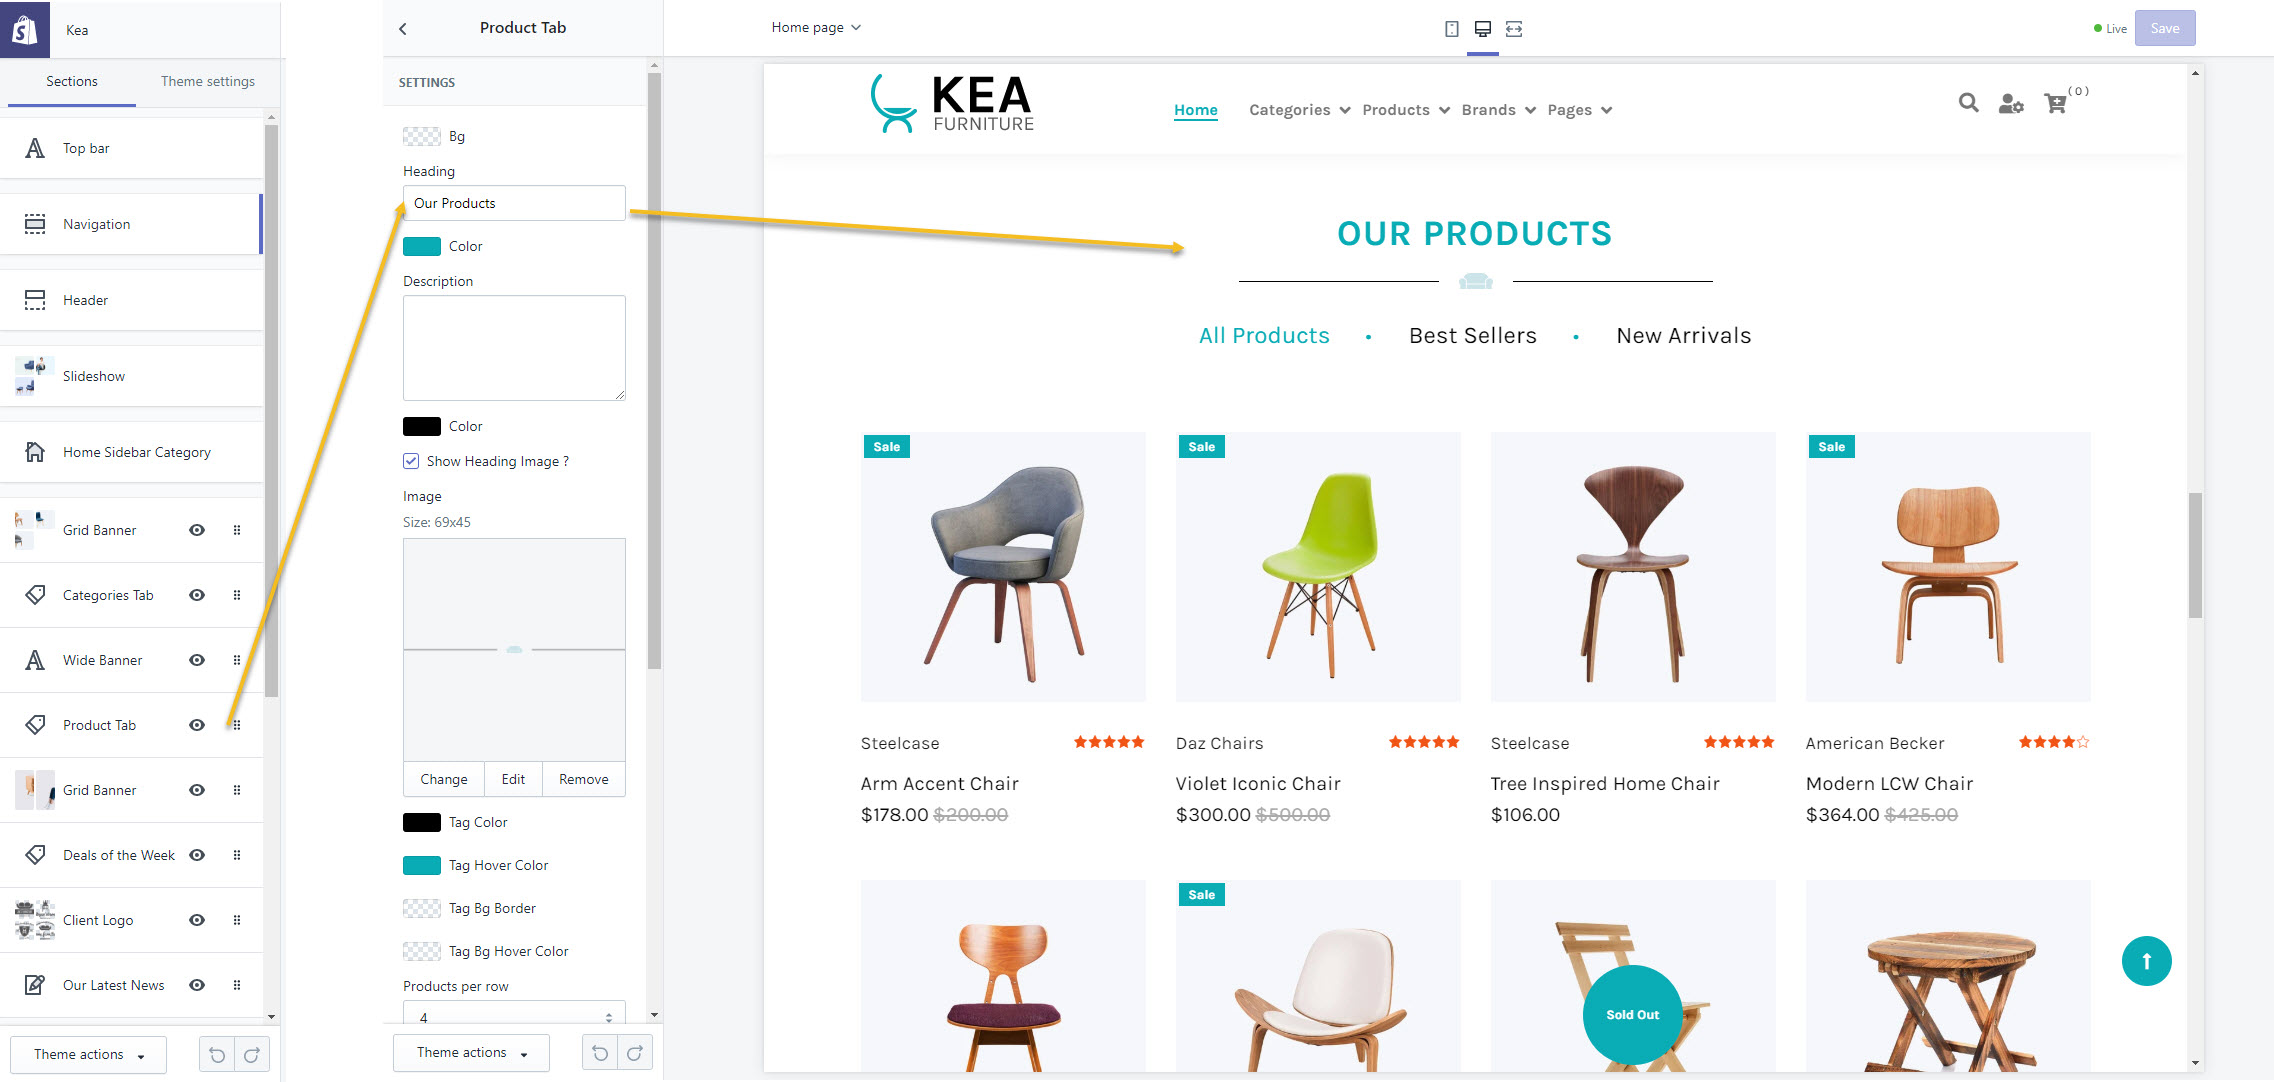 Kea
Sections
Theme settings
Top bar
Navigation
Header
Slideshow
Home Sidebar Category
Grid Banner
Categories Tab
Wide Banner
Product Tab
Grid Banner
Deals of the Week
Client Logo
Our Latest News
Theme actions
Product Tab
SETTINGS
Bg
Heading
Our Products
Color
Description
Color
Show Heading Image ?
Image
Size: 69x45
Change Edit Remove
Tag Color
Tag Hover Color
Tag Bg Border
Tag Bg Hover Color
Products per row
4
Theme actions
Home page
Live
Save
KEA
FURNITURE
Home Categories Products Brands Pages
(0)
OUR PRODUCTS
All Products • Best Sellers • New Arrivals
Sale
Sale
Sale
Steelcase
Arm Accent Chair
$178.00 $200.00
Daz Chairs
Violet Iconic Chair
$300.00 $500.00
Steelcase
Tree Inspired Home Chair
$106.00
American Becker
Modern LCW Chair
$364.00 $425.00
Sale
Sold Out